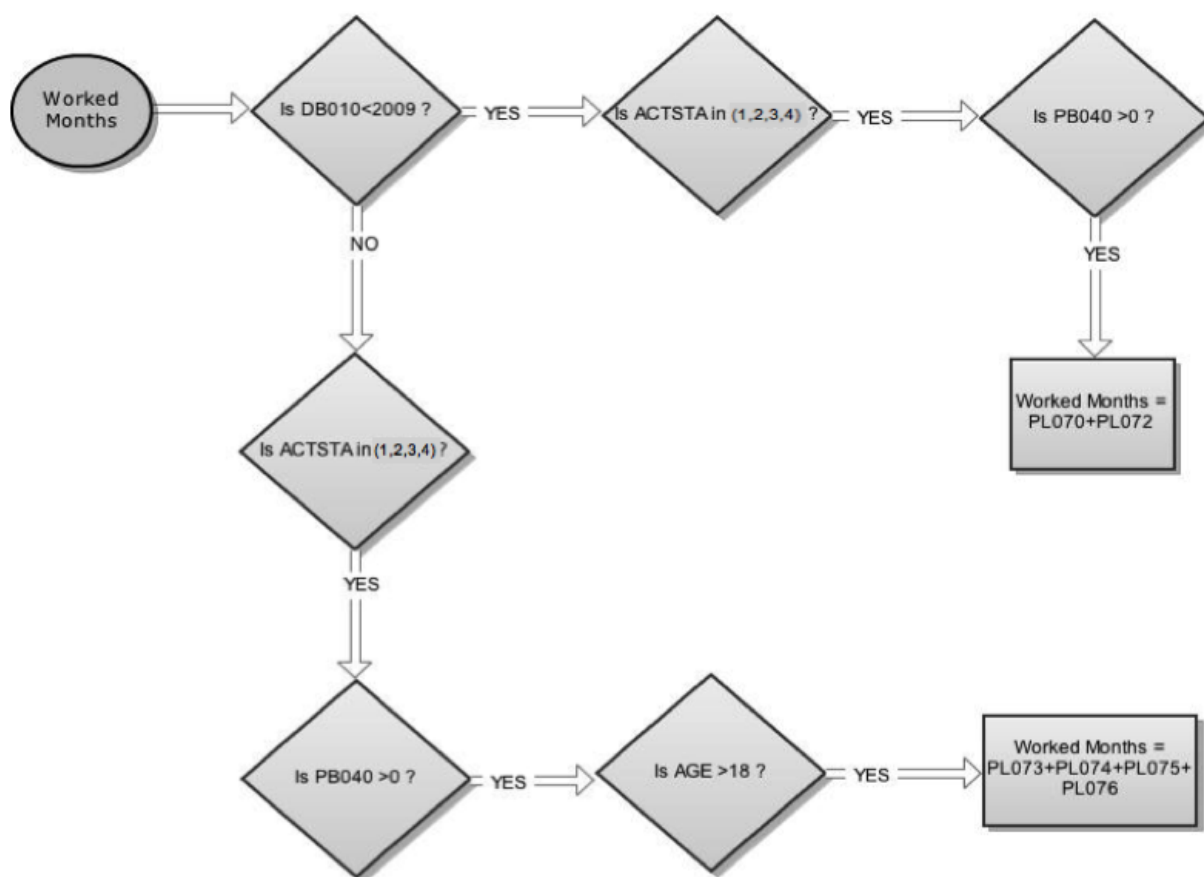 Worked
Months
Is DB010<2009 ?
YES
Is ACTSTA in (1,2,3,4) ?
YES
Is PB040 >0 ?
NO
YES
Worked Months =
PL070+PL072
Is ACTSTA in (1,2,3,4) ?
YES
Is PB040 >0 ?
YES
Is AGE >18 ?
YES
Worked Months =
PL073+PL074+PL075+
PL076